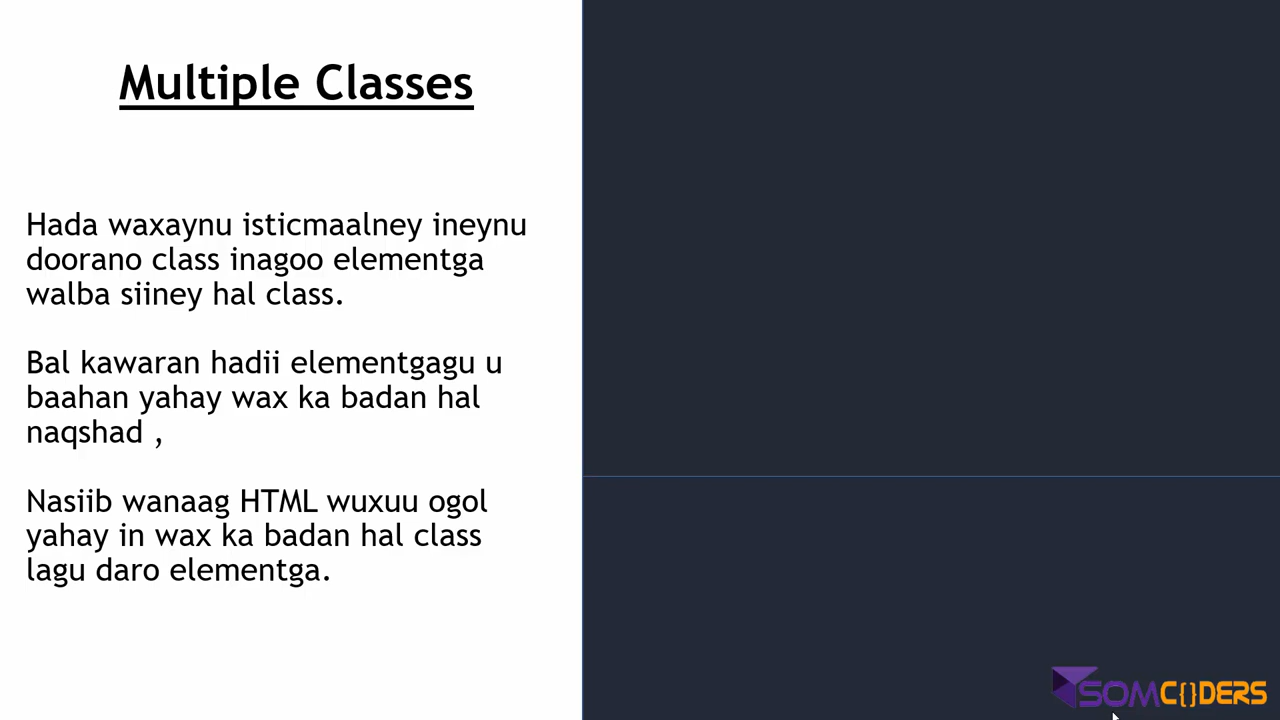 Multiple Classes
Hada waxaynu isticmaalney ineynu
doorano class inagoo elementga
walba siiney hal class.
Bal kawaran hadii elementgagu u
baahan yahay wax ka badan hal
naqshad ,
Nasiib wanaag HTML wuxuu ogol
yahay in wax ka badan hal class
lagu daro elementga.
SOMC{}DERS